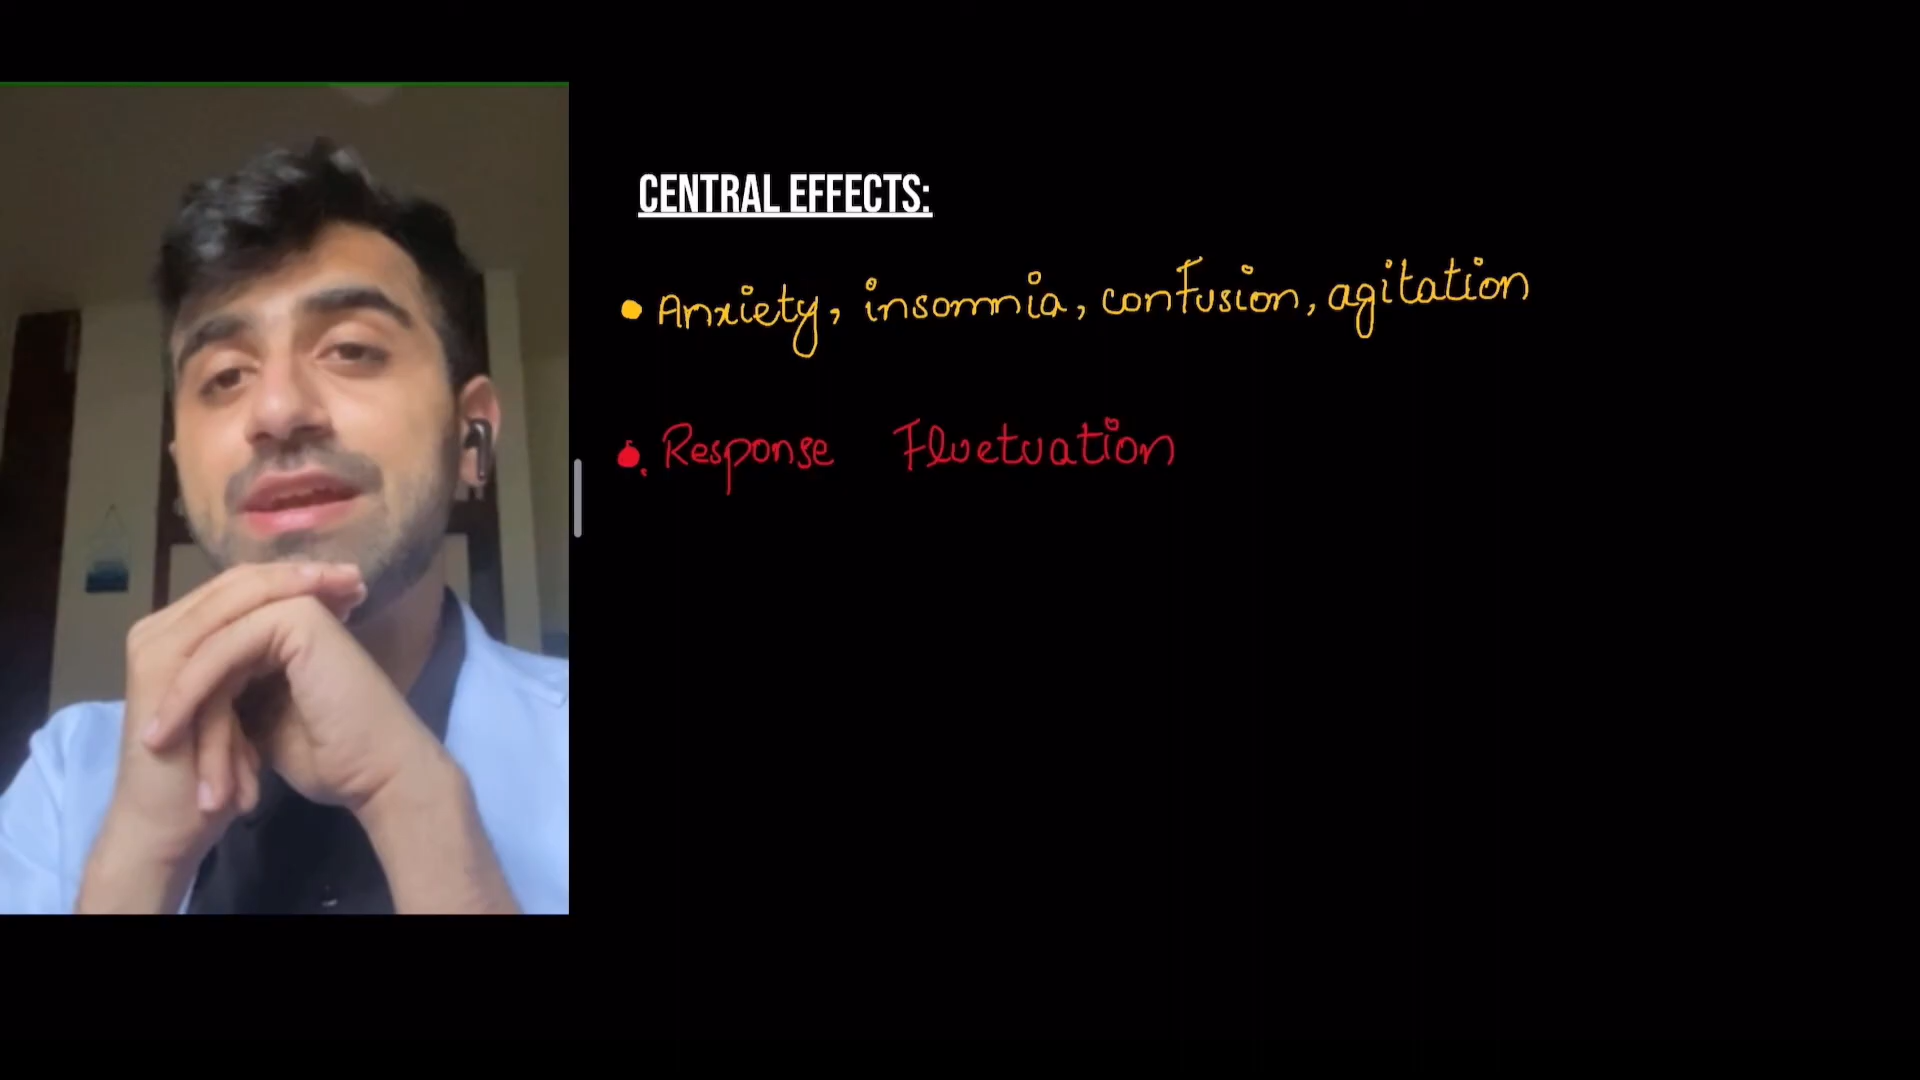 CENTRAL EFFECTS:
• Anxiety, insomnia, confusion, agitation
• Response Fluctuation